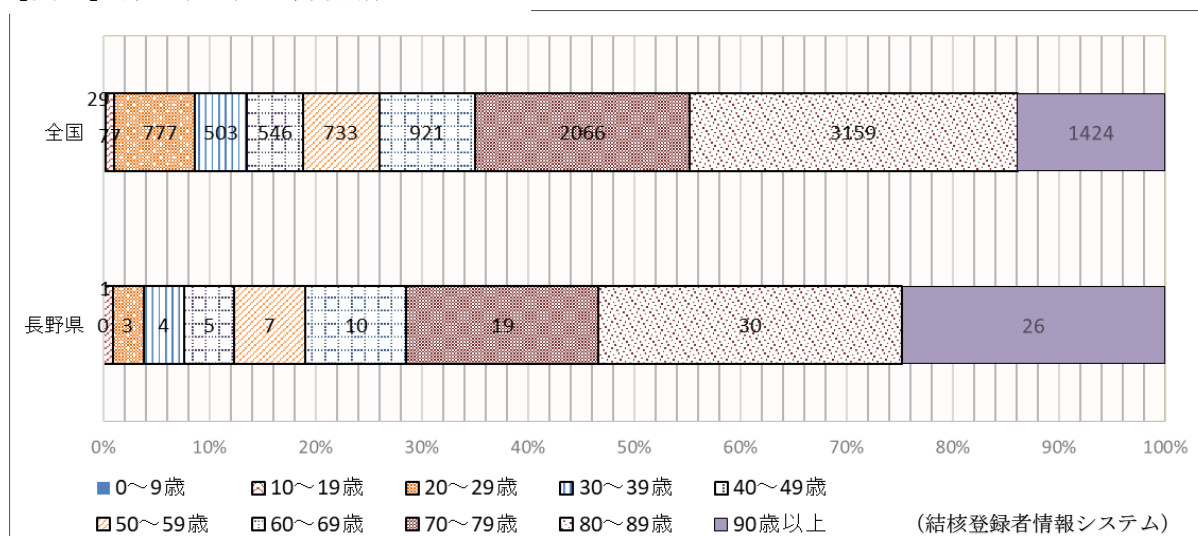 29
全国 77 777 503 546 733 921 2066 3159 1424
1
長野県 0 3 4 5 7 10 19 30 26
0% 10% 20% 30% 40% 50% 60% 70% 80% 90% 100%
0～9歳 10～19歳 20～29歳 30～39歳 40～49歳
50～59歳 60～69歳 70～79歳 80～89歳 90歳以上 (結核登録者情報システム)